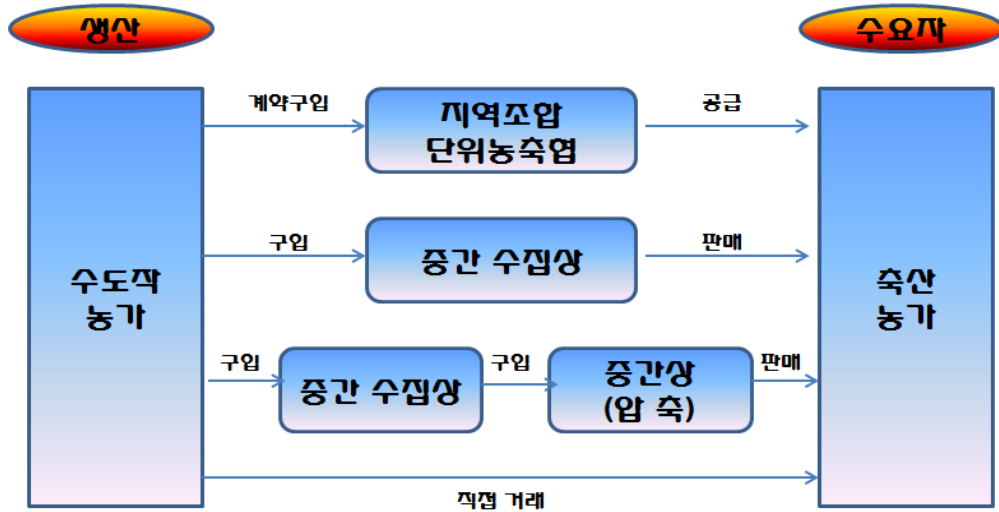 생산
수요자
수도작
농가
계약구입
지역조합
단위농축협
공급
구입
중간 수집상
판매
구입
중간 수집상
구입
중간상
(압 축)
판매
직접 거래
축산
농가